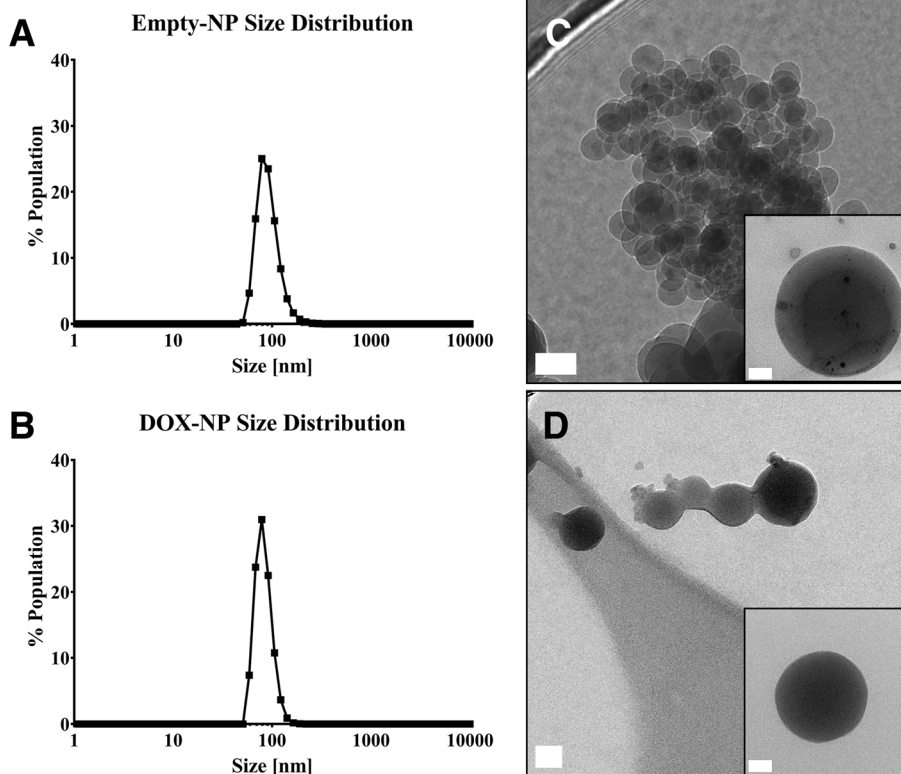 A
Empty-NP Size Distribution
40
30
20
10
0
% Population
1 10 100 1000 10000
Size [nm]
B
DOX-NP Size Distribution
40
30
20
10
0
% Population
1 10 100 1000 10000
Size [nm]
C
D